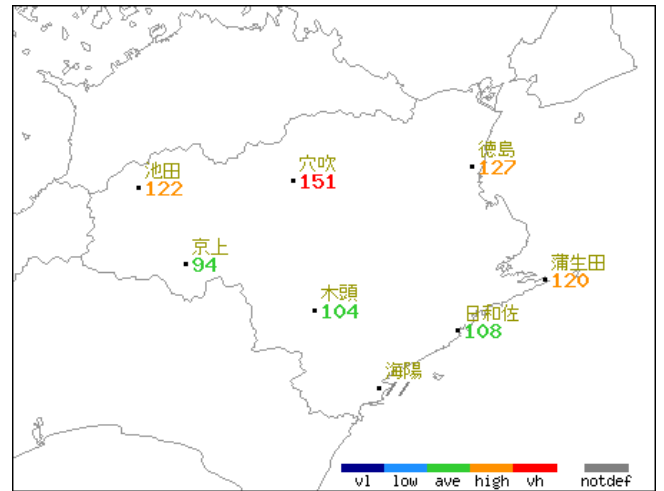 徳島
127
穴吹
151
池田
122
京上
94
蒲生田
120
木頭
104
日和佐
108
海陽
vl low ave high vh notdef